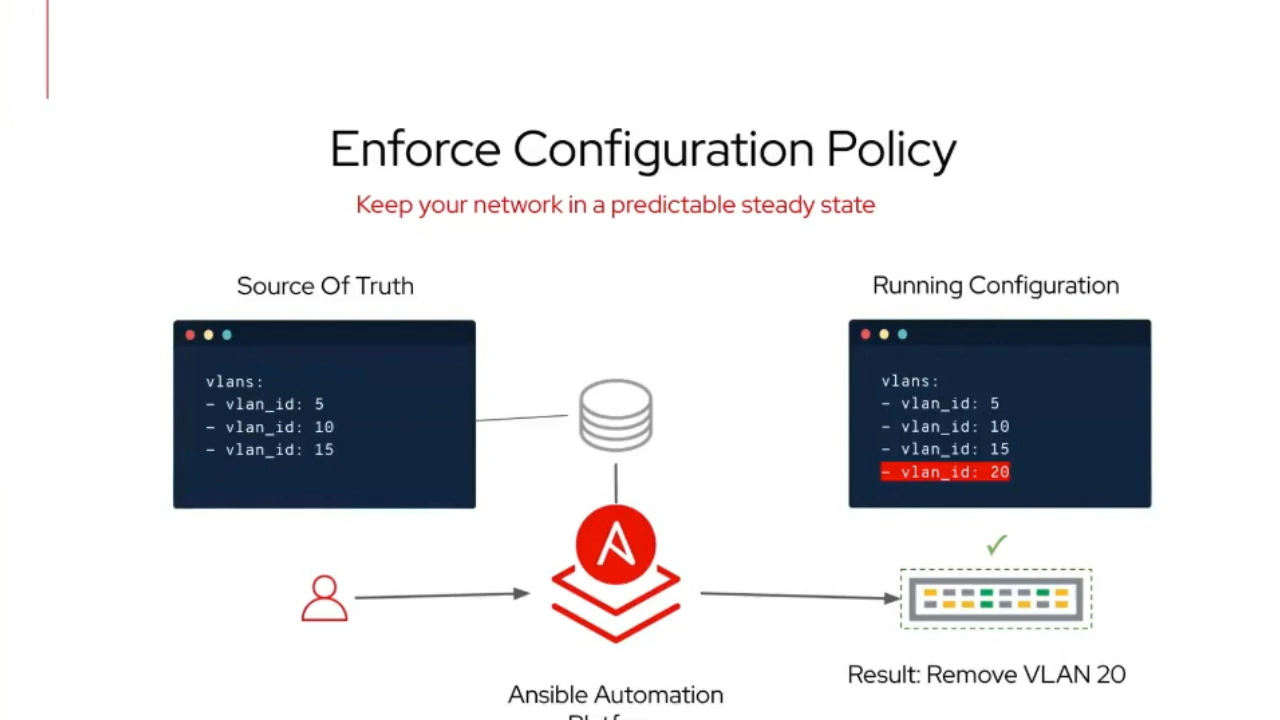 Enforce Configuration Policy
Keep your network in a predictable steady state
Source Of Truth
vlans:
- vlan_id: 5
- vlan_id: 10
- vlan_id: 15
Running Configuration
vlans:
- vlan_id: 5
- vlan_id: 10
- vlan_id: 15
- vlan_id: 20
Result: Remove VLAN 20
Ansible Automation